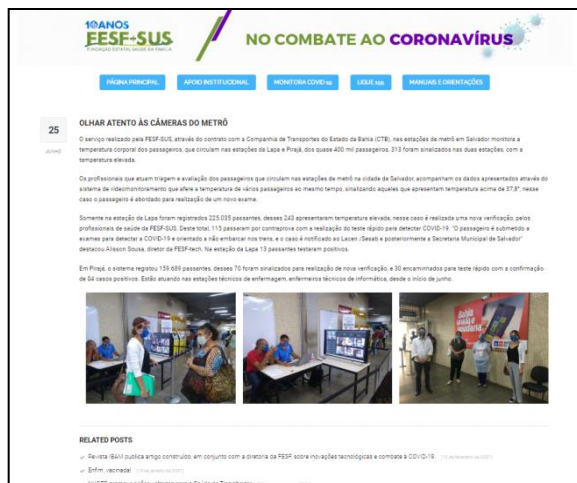 10ANOS
FESF-SUS
FUNDAÇÃO ESTATAL SAÚDE DA FAMÍLIA
NO COMBATE AO CORONAVÍRUS
PÁGINA PRINCIPAL
APOIO INSTITUCIONAL
MONITORA COVID 19
LIGUE 155
MANUAIS E ORIENTAÇÕES
25
JUNHO
OLHAR ATENTO ÀS CÂMERAS DO METRÔ
O serviço realizado pela FESF-SUS, através do contrato com a Companhia de Transportes do Estado da Bahia (CTB), nas estações de metrô em Salvador monitora a
temperatura corporal dos passageiros, que circulam nas estações da Lapa e Pirajá, dos quase 400 mil passageiros, 313 foram sinalizados nas duas estações, com a
temperatura elevada.
Os profissionais que atuam triagem e avaliação dos passageiros que circulam nas estações de metrô na cidade de Salvador, acompanham os dados apresentados através do
sistema de videomonitoramento que afere a temperatura de vários passageiros ao mesmo tempo, sinalizando aqueles que apresentam temperatura acima de 37,8°, nesse
caso o passageiro é abordado para realização de um novo exame.
Somente na estação da Lapa foram registrados 225.035 passantes, desses 243 apresentaram temperatura elevada, nesse caso é realizada uma nova verificação, pelos
profissionais de saúde da FESF-SUS. Deste total, 115 passaram por contraprova com a realização do teste rápido para detectar COVID-19. "O passageiro é submetido a
exames para detectar a COVID-19 e orientado a não embarcar nos trens, e o caso é notificado ao Lacen /Sesab e posteriormente a Secretaria Municipal de Salvador"
destacou Alisson Sousa, diretor da FESF-tech. Na estação da Lapa 13 passantes testaram positivos.
Em Pirajá, o sistema registou 159.689 passantes, desses 70 foram sinalizados para realização de nova verificação, e 30 encaminhados para teste rápido com a confirmação
de 04 casos positivos. Estão atuando nas estações técnicos de enfermagem, enfermeiros técnicos de informática, desde o início de junho.
Bahia
unida e
RELATED POSTS
Revista IBAM publica artigo construído, em conjunto com a diretoria da FESF, sobre inovações tecnológicas e combate à COVID-19.
Enfim, vacinada!